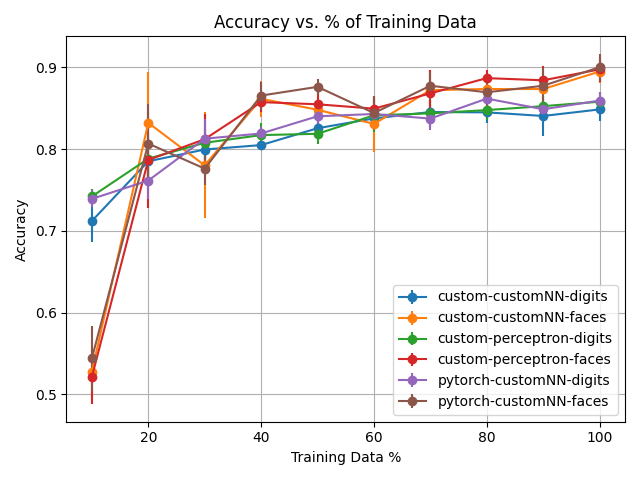 Accuracy vs. % of Training Data
0.9
0.8
0.7
0.6
0.5
Accuracy
20
40
60
80
100
Training Data %
custom-customNN-digits
custom-customNN-faces
custom-perceptron-digits
custom-perceptron-faces
pytorch-customNN-digits
pytorch-customNN-faces